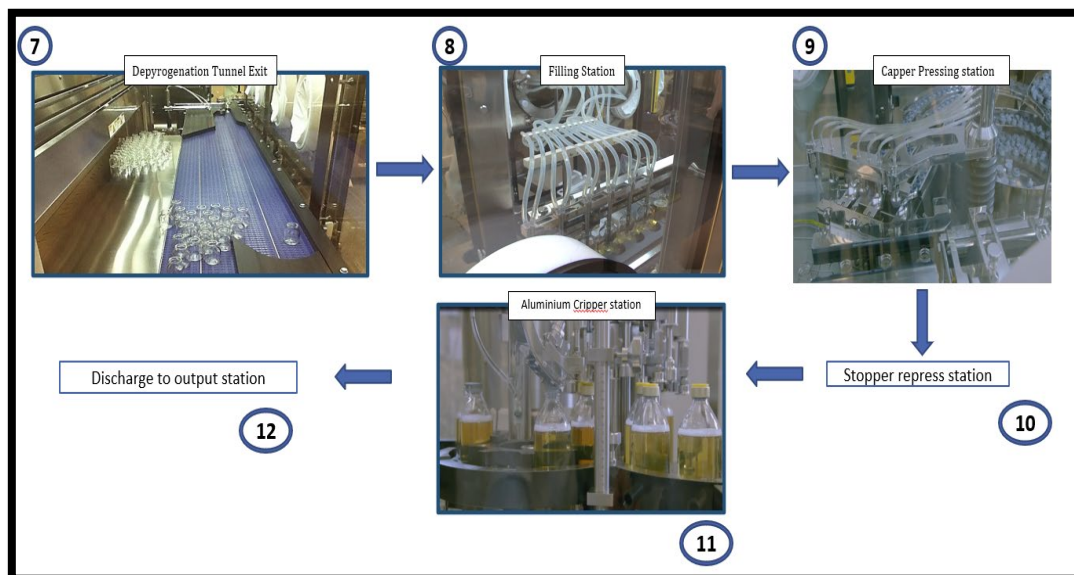 7
Depyrogenation Tunnel Exit
8
Filling Station
9
Capper Pressing station
Stopper repress station
10
Aluminium Cripper station
11
Discharge to output station
12